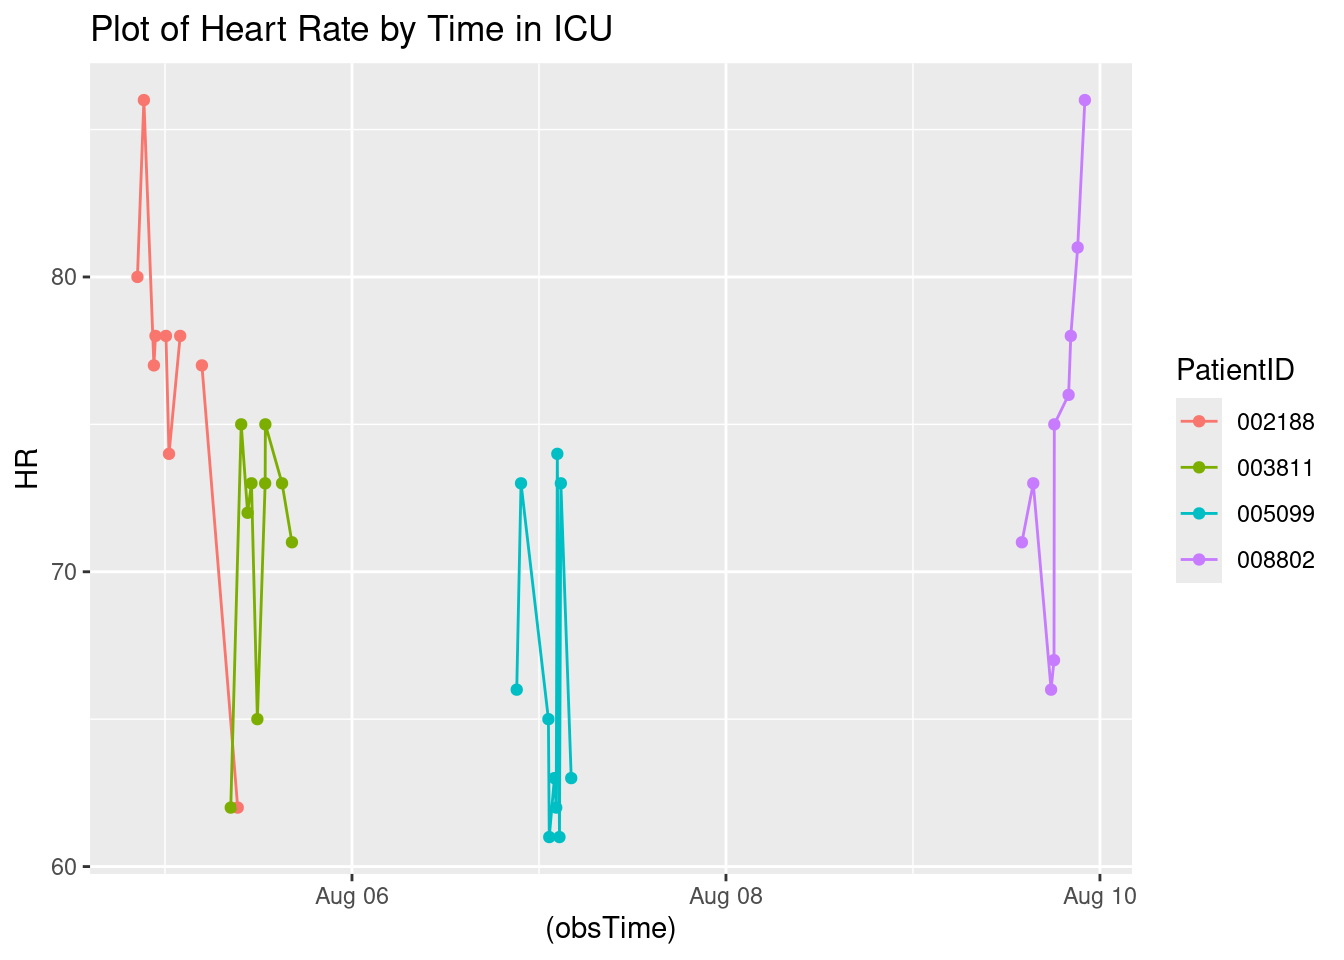 Plot of Heart Rate by Time in ICU
HR
80
70
60
Aug 06
Aug 08
Aug 10
(obsTime)
PatientID
002188
003811
005099
008802